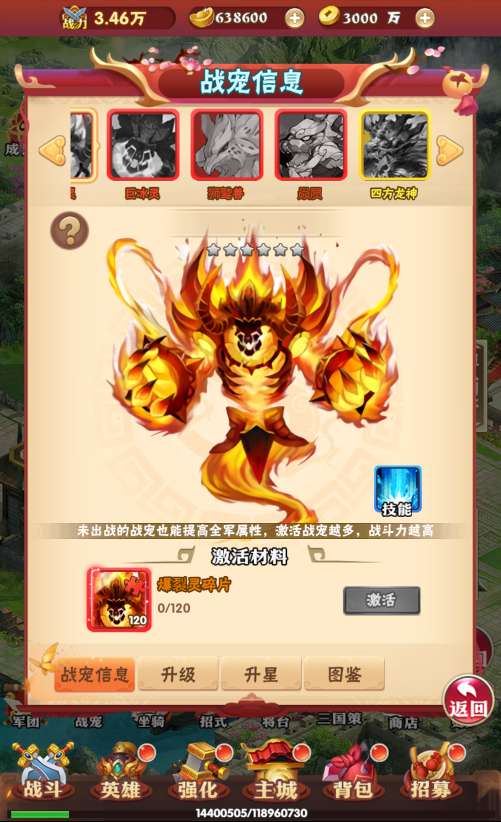 战力 3.46万 638600 3000 万
战宠信息
灵 巨冰灵 狮鹫兽 四方龙神
?
技能
未出战的战宠也能提高全军属性，激活战宠越多，战斗力越高
激活材料
爆裂灵碎片
120 0/120 激活
战宠信息 升级 升星 图鉴
返回
军团 战宠 坐骑 招式 将台 三国策 商店
战斗 英雄 强化 主城 背包 招募
14400505/118960730